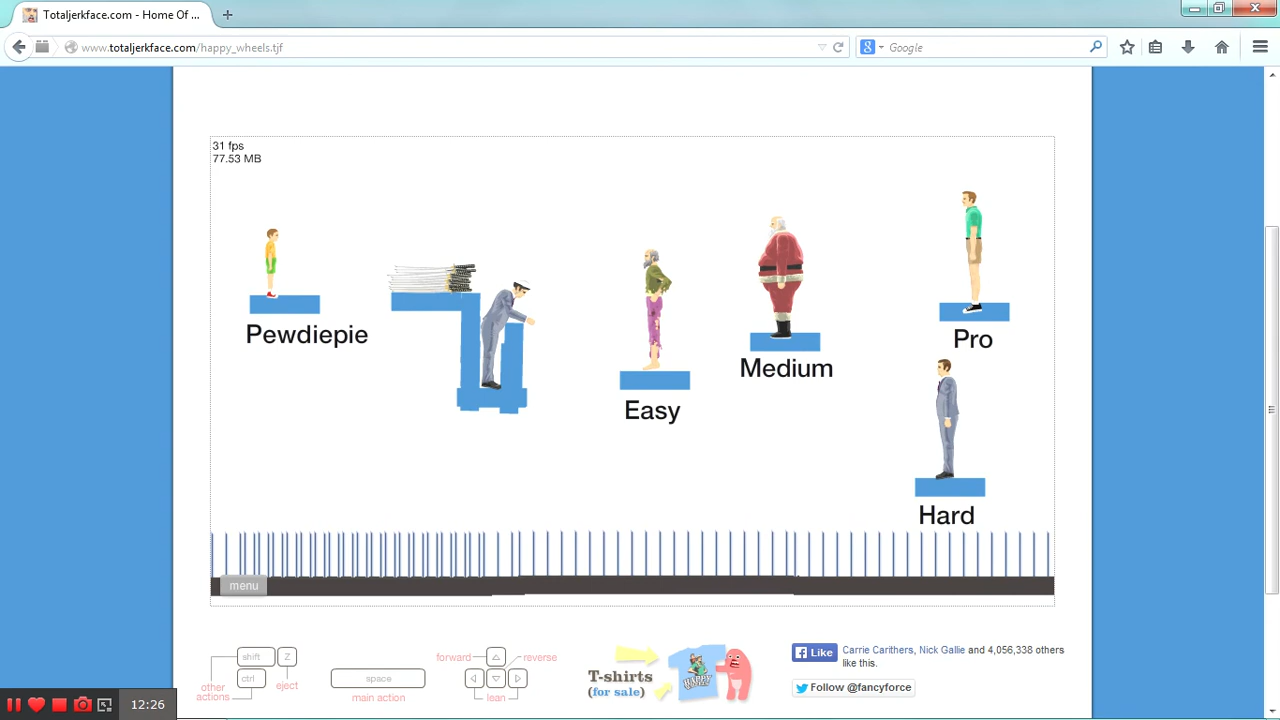 Totaljerkface.com - Home Of ...
www.totaljerkface.com/happy_wheels.tjf
Google
31 fps
77.53 MB
Pewdiepie
Easy
Medium
Pro
Hard
menu
shift
Z
ctrl
other
actions
eject
space
main action
forward
reverse
lean
T-shirts
(for sale)
Like
Carrie Carithers, Nick Gallie and 4,056,338 others
like this.
Follow @fancyforce
12:26